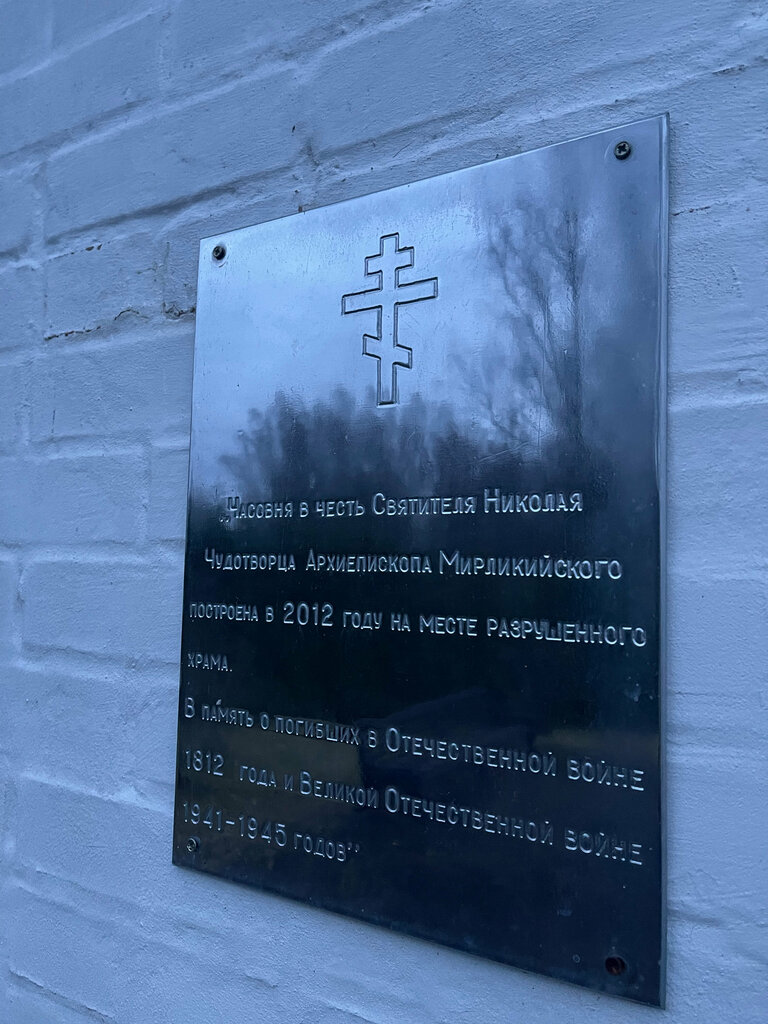 „Часовня в честь Святителя Николая
Чудотворца Архиепископа Мирликийского
построена в 2012 году на месте разрушенного
храма.
В память о погибших в Отечественной войне
1812 года и Великой Отечественной войне
1941-1945 годов"